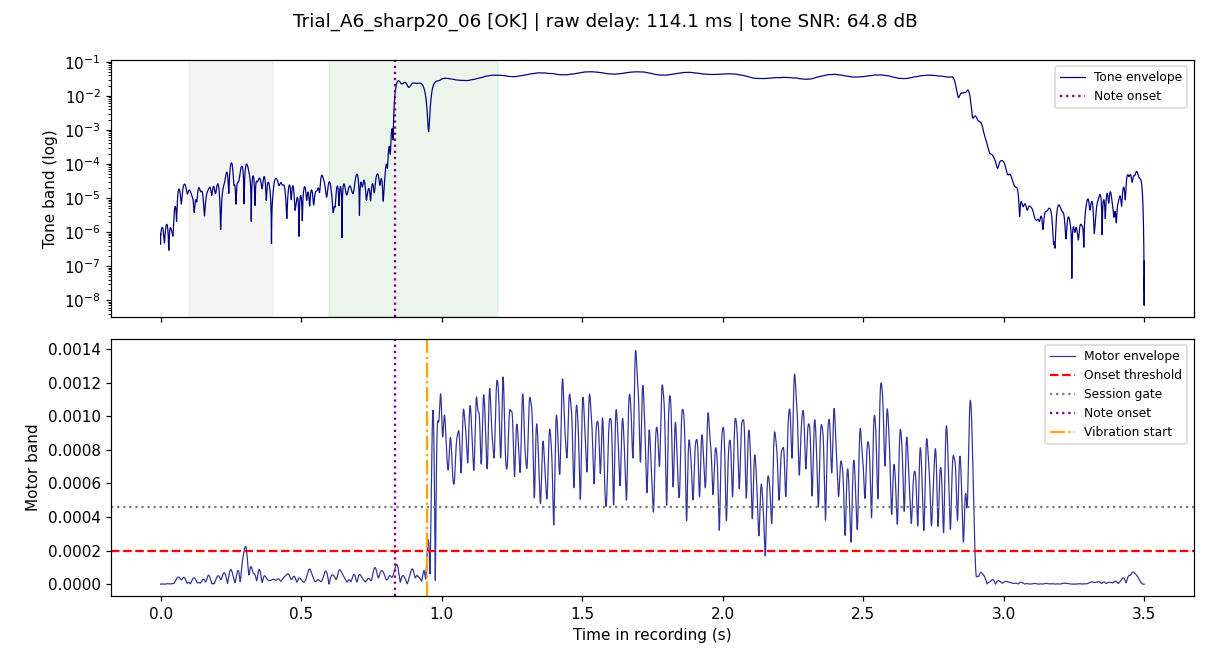 Trial_A6_sharp20_06 [OK] | raw delay: 114.1 ms | tone SNR: 64.8 dB
Tone band (log)
10⁻¹
10⁻²
10⁻³
10⁻⁴
10⁻⁵
10⁻⁶
10⁻⁷
10⁻⁸
Tone envelope
Note onset
Motor band
0.0014
0.0012
0.0010
0.0008
0.0006
0.0004
0.0002
0.0000
Motor envelope
Onset threshold
Session gate
Note onset
Vibration start
0.0 0.5 1.0 1.5 2.0 2.5 3.0 3.5
Time in recording (s)